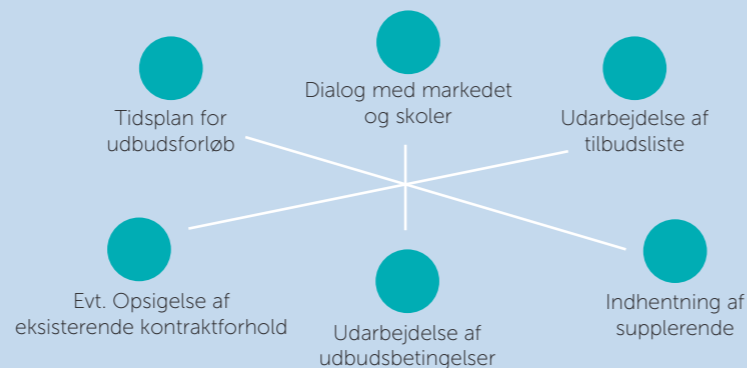 Tidsplan for
udbudsforløb
Dialog med markedet
og skoler
Udarbejdelse af
tilbudsliste
Evt. Opsigelse af
eksisterende kontraktforhold
Udarbejdelse af
udbudsbetingelser
Indhentning af
supplerende